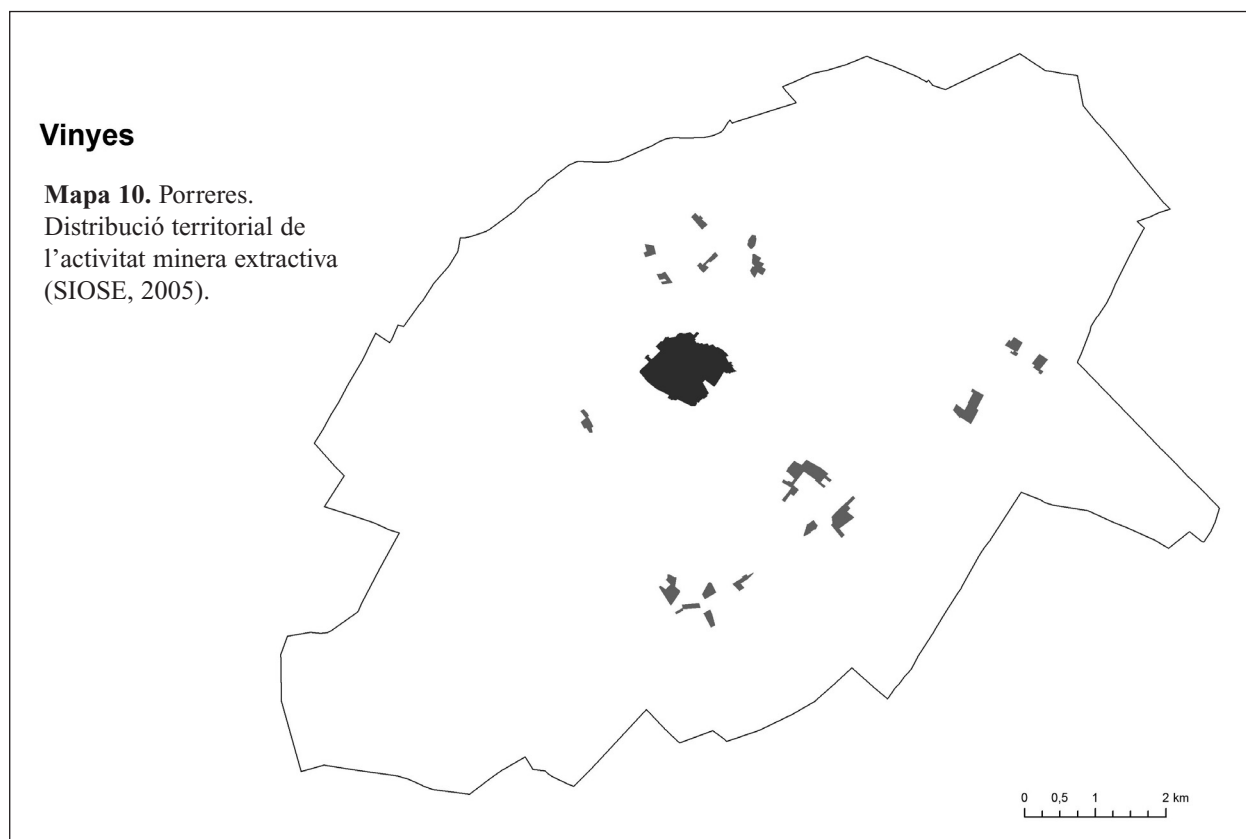 Vinyes
Mapa 10. Porreres.
Distribució territorial de
l’activitat minera extractiva
(SIOSE, 2005).
0 0,5 1 2 km